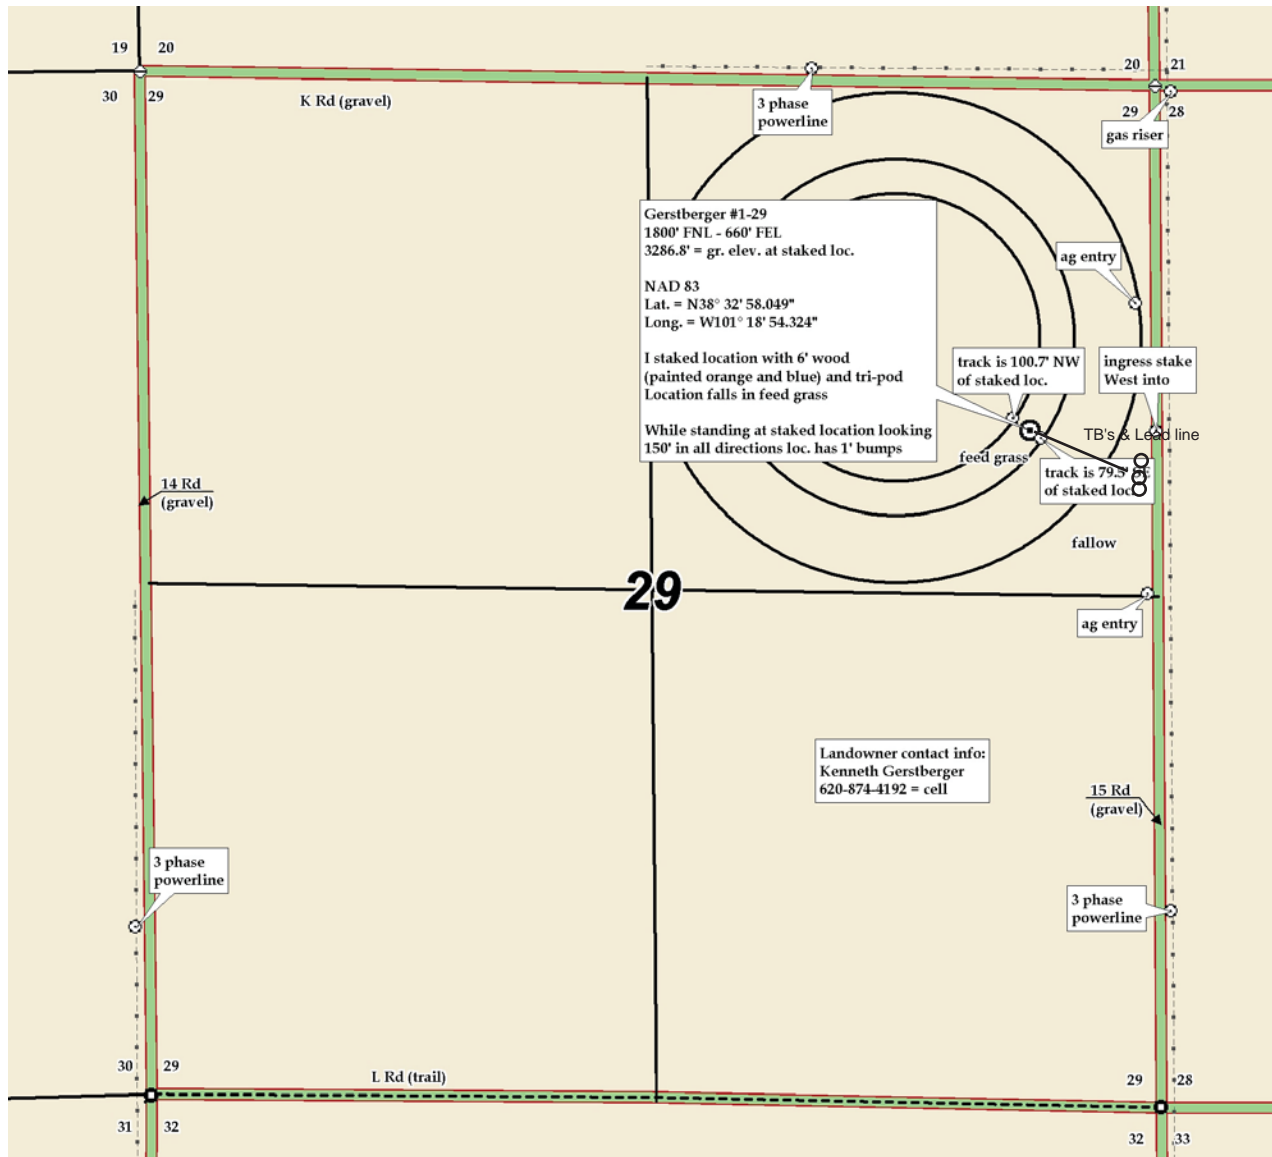 19 20
20 21
30 29
K Rd (gravel)
3 phase
powerline
29 28
gas riser
Gerstberger #1-29
1800' FNL - 660' FEL
3286.8' = gr. elev. at staked loc.
NAD 83
Lat. = N38° 32' 58.049"
Long. = W101° 18' 54.324"
I staked location with 6' wood
(painted orange and blue) and tri-pod
Location falls in feed grass
While standing at staked location looking
150' in all directions loc. has 1' bumps
ag entry
track is 100.7' NW
of staked loc.
ingress stake
West into
TB's & Lead line
feed grass
track is 79.5' SE
of staked loc.
14 Rd
(gravel)
fallow
29
ag entry
Landowner contact info:
Kenneth Gerstberger
620-874-4192 = cell
15 Rd
(gravel)
3 phase
powerline
3 phase
powerline
30 29
L Rd (trail)
29 28
31 32
32 33